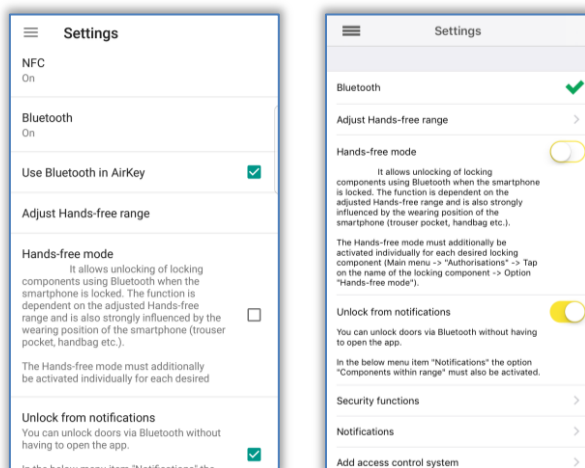 Settings
NFC
On
Bluetooth
On
Use Bluetooth in AirKey
Adjust Hands-free range
Hands-free mode
It allows unlocking of locking
components using Bluetooth when the
smartphone is locked. The function is
dependent on the adjusted Hands-free
range and is also strongly influenced by the
wearing position of the smartphone (trouser
pocket, handbag etc.).
The Hands-free mode must additionally
be activated individually for each desired
Unlock from notifications
You can unlock doors via Bluetooth without
having to open the app.
In the below menu item "Notifications" the
Settings
Bluetooth
Adjust Hands-free range
Hands-free mode
It allows unlocking of locking
components using Bluetooth when the smartphone
is locked. The function is dependent on the
adjusted Hands-free range and is also strongly
influenced by the wearing position of the
smartphone (trouser pocket, handbag etc.).
The Hands-free mode must additionally be
activated individually for each desired locking
component (Main menu -> "Authorisations" -> Tap
on the name of the locking component -> Option
"Hands-free mode").
Unlock from notifications
You can unlock doors via Bluetooth without having
to open the app.
In the below menu item "Notifications" the option
"Components within range" must also be activated.
Security functions
Notifications
Add access control system